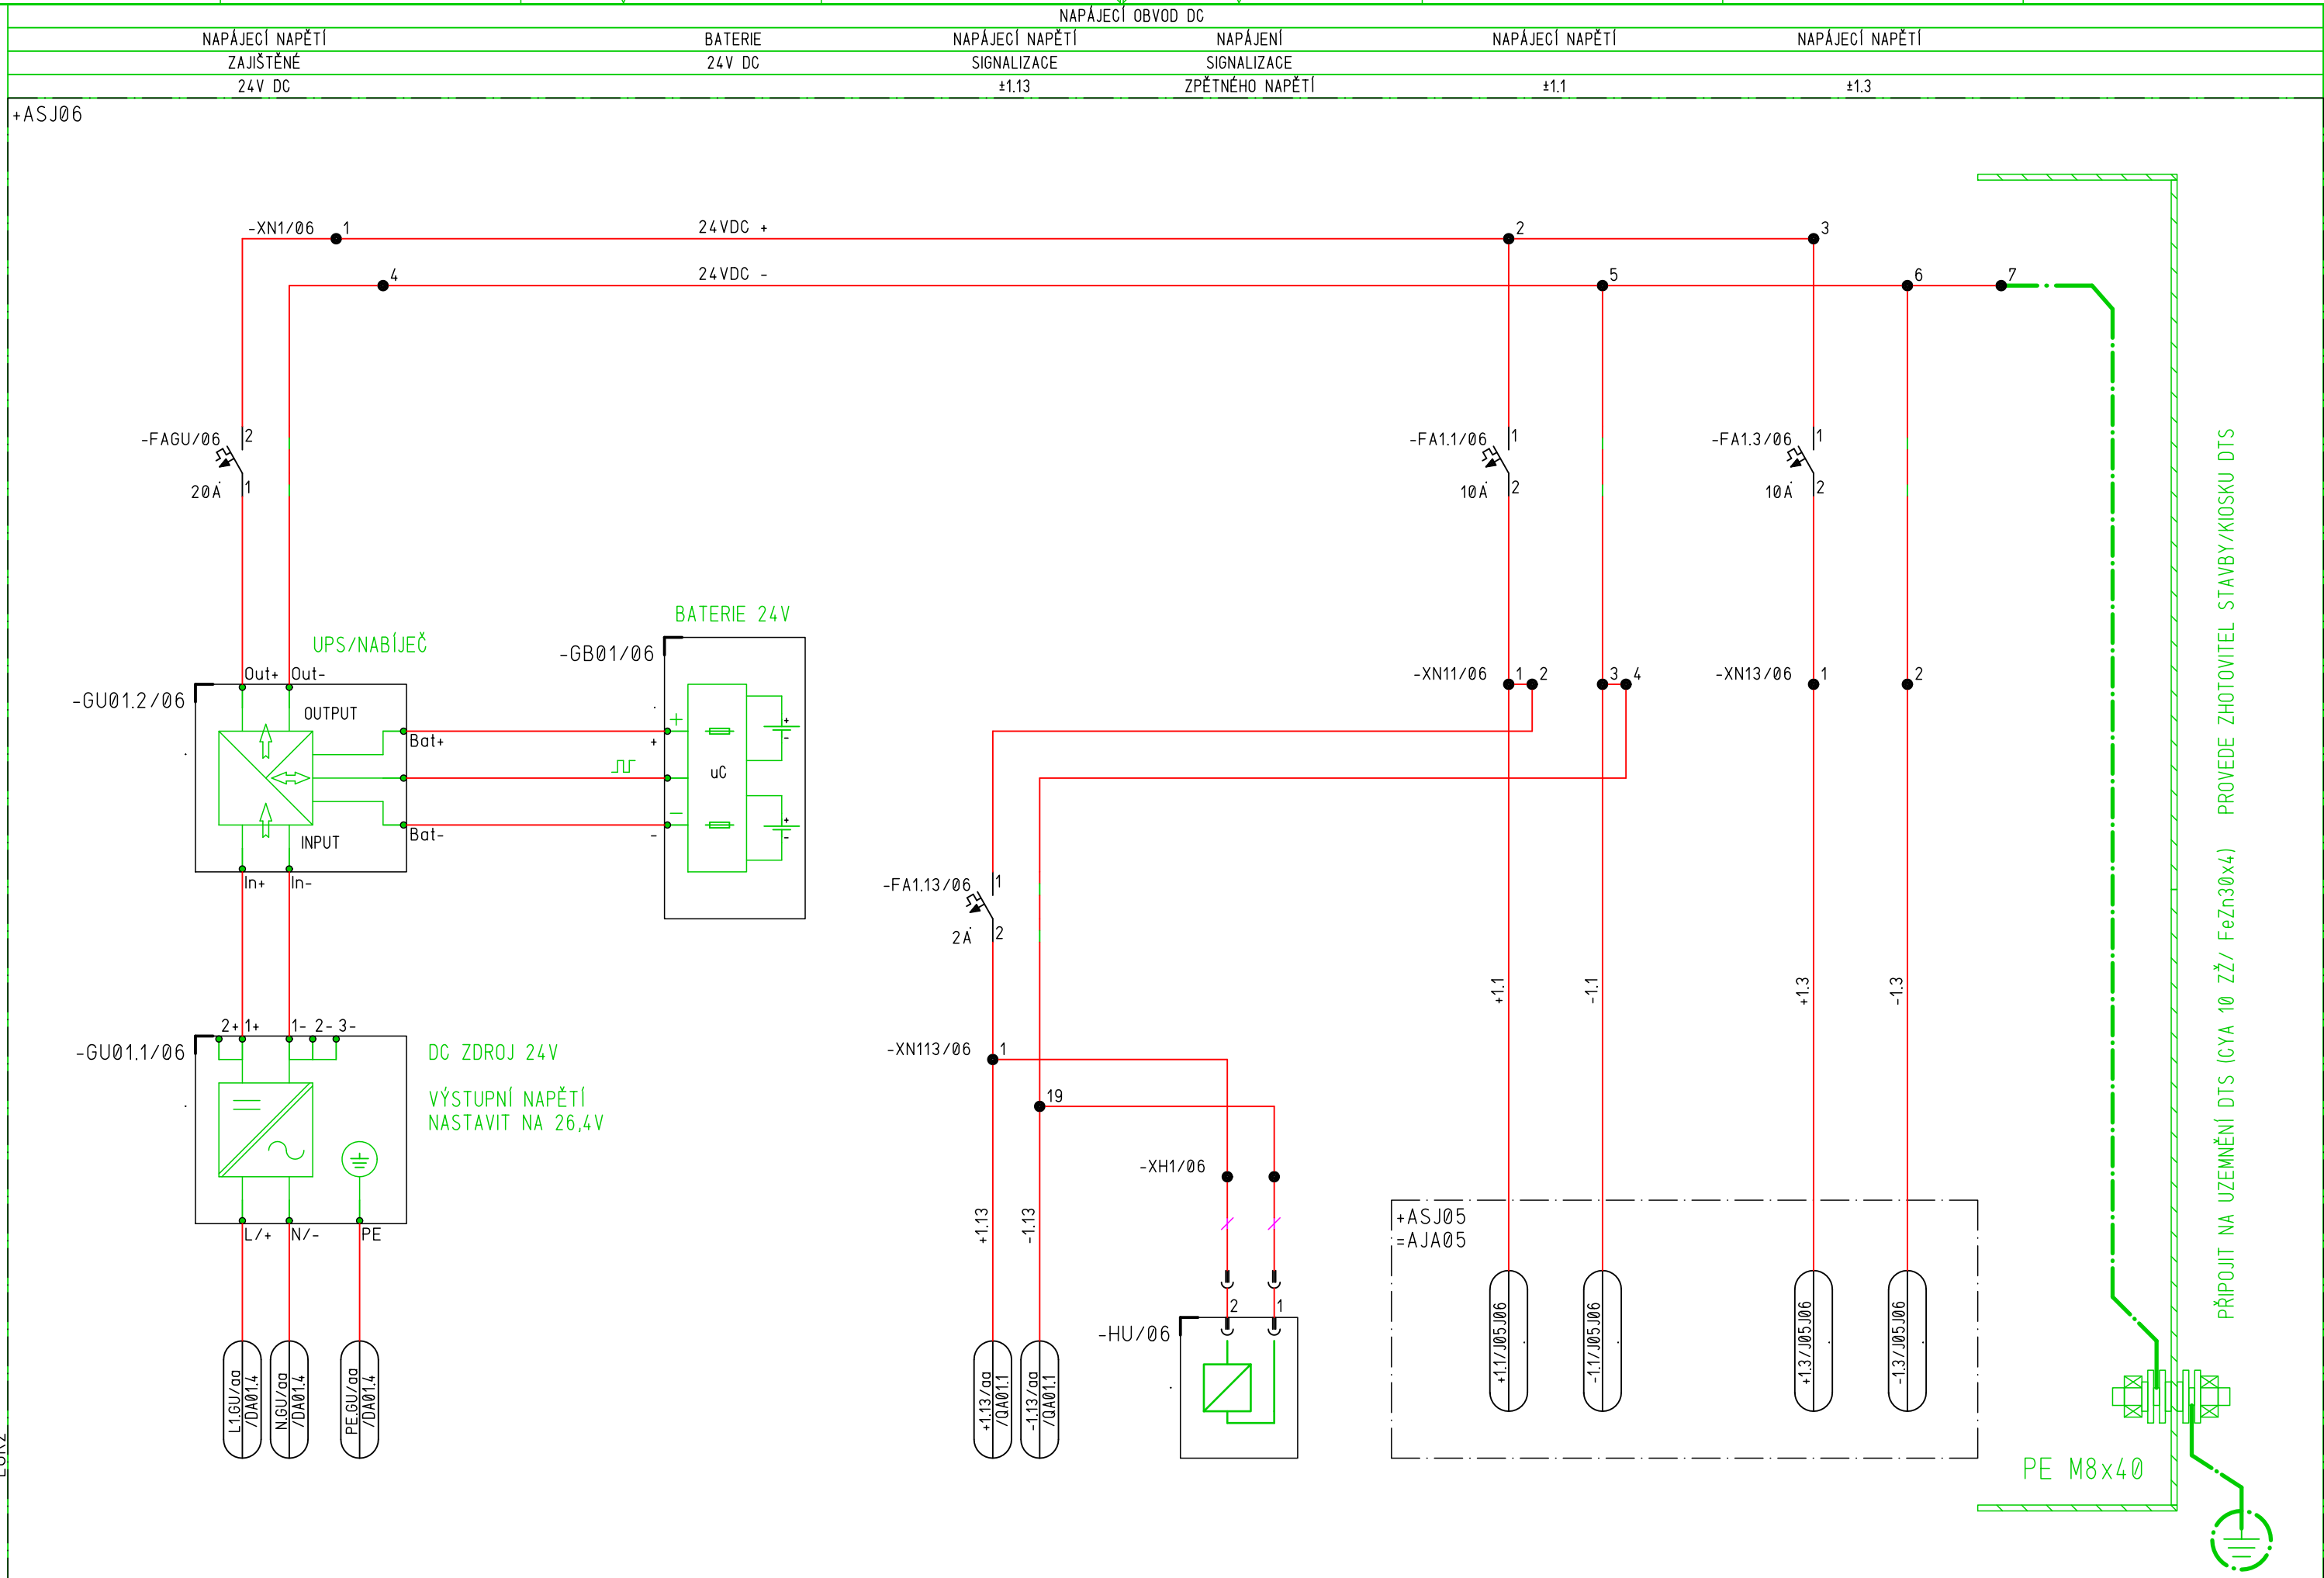 NAPÁJECÍ OBVOD DC
NAPÁJECÍ NAPĚTÍ
BATERIE
NAPÁJECÍ NAPĚTÍ
NAPÁJENÍ
NAPÁJECÍ NAPĚTÍ
NAPÁJECÍ NAPĚTÍ
ZAJIŠTĚNÉ
24V DC
SIGNALIZACE
SIGNALIZACE
24V DC
±1.13
ZPĚTNÉHO NAPĚTÍ
±1.1
±1.3
+ASJ06
-XN1/06
1
24VDC +
2
3
4
24VDC -
5
6
7
-FAGU/06
2
20A
1
-FA1.1/06
1
10A
2
-FA1.3/06
1
10A
2
BATERIE 24V
UPS/NABÍJEČ
-GB01/06
Out+
Out-
-GU01.2/06
OUTPUT
Bat+
+
+
+
-
uC
INPUT
Bat-
-
+
-
In+
In-
-XN11/06
1
2
3
4
-XN13/06
1
2
-FA1.13/06
1
2A
2
+1.1
-1.1
+1.3
-1.3
2+
1+
1-
2-
3-
-GU01.1/06
DC ZDROJ 24V
VÝSTUPNÍ NAPĚTÍ
NASTAVIT NA 26,4V
L/+
N/-
PE
-XN113/06
1
19
-XH1/06
+1.13
-1.13
2
1
-HU/06
+ASJ05
=AJA05
L1.GU/aa
/DA01.4
N.GU/aa
/DA01.4
PE.GU/aa
/DA01.4
+1.13/aa
/QA01.1
-1.13/aa
/QA01.1
+1.1/J05J06
-1.1/J05J06
+1.3/J05J06
-1.3/J05J06
PŘIPOJIT NA UZEMNĚNÍ DTS (CYA 10 ZŽ/ FeZn30x4) PROVEDE ZHOTOVITEL STAVBY/KIOSKU DTS
PE M8x40